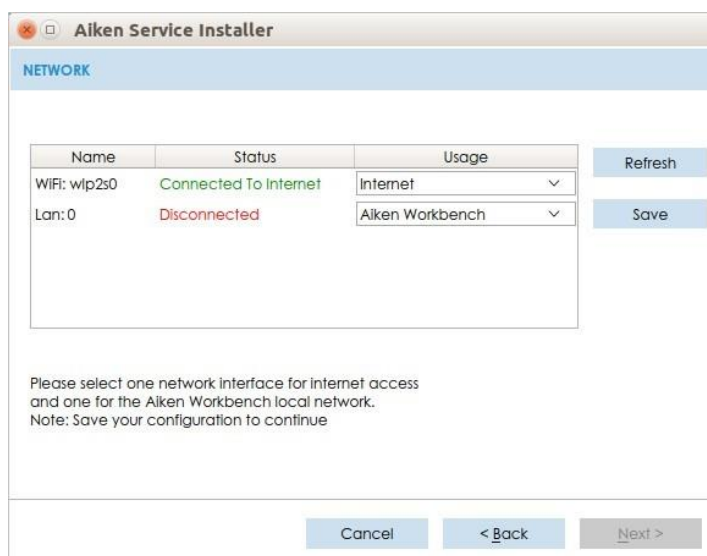 Aiken Service Installer
NETWORK
Name Status Usage
WiFi: wlp2s0 Connected To Internet Internet
Lan: 0 Disconnected Aiken Workbench
Refresh
Save
Please select one network interface for internet access
and one for the Aiken Workbench local network.
Note: Save your configuration to continue
Cancel < Back Next >